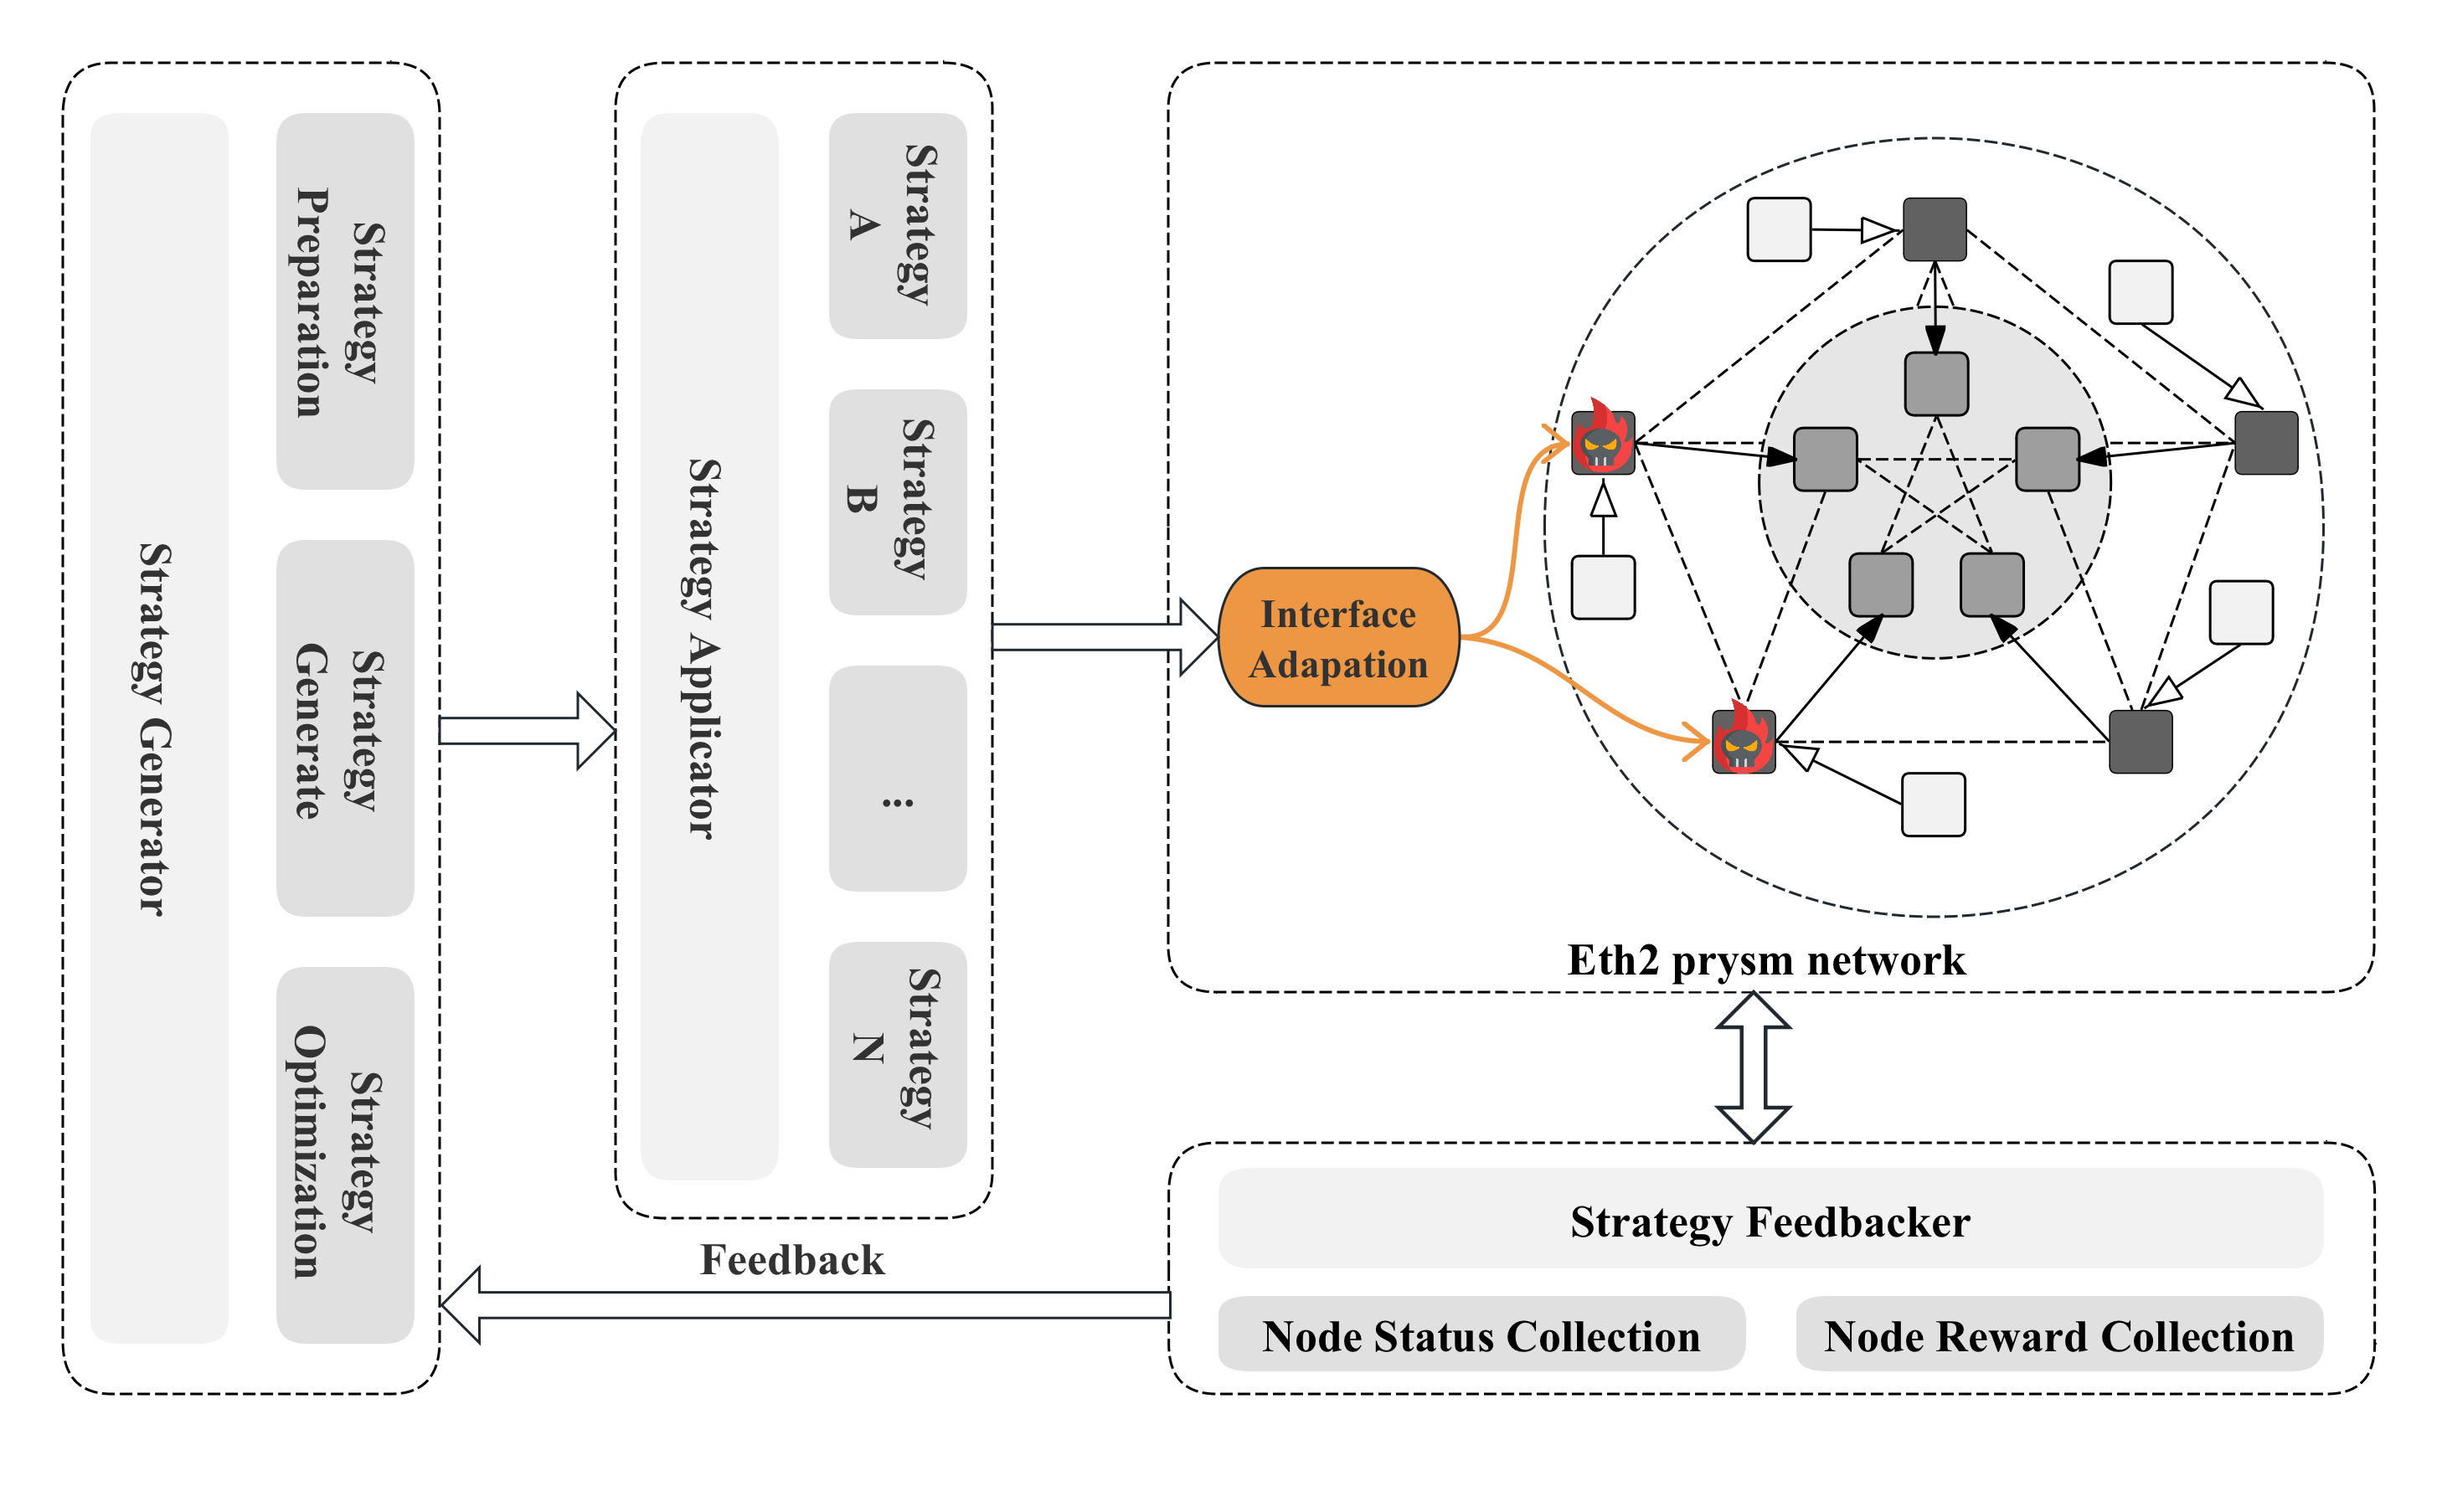 Strategy Generator
Strategy
Preparation
Strategy
Generate
Strategy
Optimization
Strategy Applicator
Strategy
A
Strategy
B
...
Strategy
N
Interface
Adapation
Eth2 prysm network
Feedback
Strategy Feedbacker
Node Status Collection
Node Reward Collection